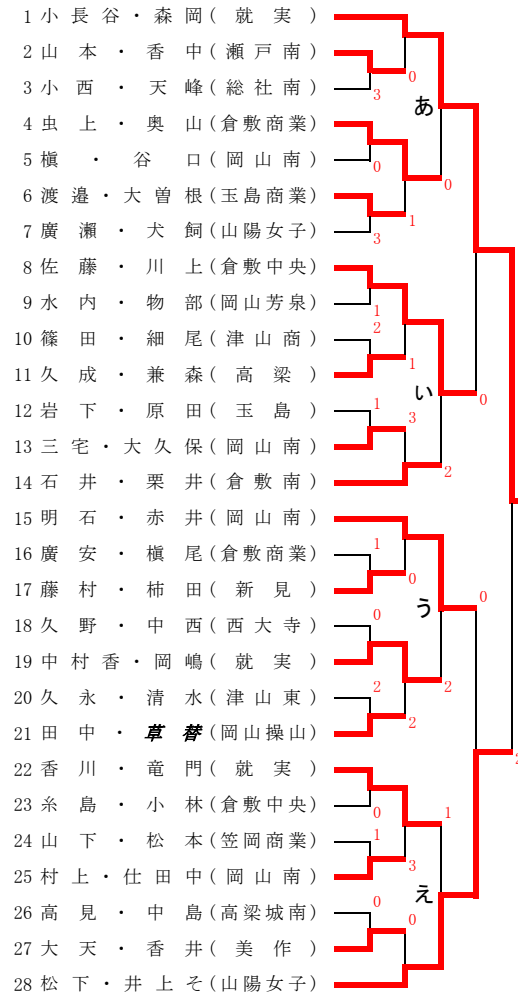 1 小長谷・森岡(就実)
2 山本・香中(瀬戸南)
0
3 小西・天峰(総社南)
3
あ
4 虫上・奥山(倉敷商業)
5 槇・谷口(岡山南)
0
0
6 渡邉・大曽根(玉島商業)
1
7 廣瀬・犬飼(山陽女子)
3
8 佐藤・川上(倉敷中央)
9 水内・物部(岡山芳泉)
1
2
10 篠田・細尾(津山商)
11 久成・兼森(高梁)
1
い
0
12 岩下・原田(玉島)
1
3
13 三宅・大久保(岡山南)
2
14 石井・栗井(倉敷南)
15 明石・赤井(岡山南)
16 廣安・槇尾(倉敷商業)
1
0
17 藤村・柿田(新見)
0
う
18 久野・中西(西大寺)
0
19 中村香・岡嶋(就実)
2
2
20 久永・清水(津山東)
2
21 田中・草替(岡山操山)
22 香川・竜門(就実)
2
23 糸島・小林(倉敷中央)
0
1
24 山下・松本(笠岡商業)
1
25 村上・仕田中(岡山南)
3
え
26 高見・中島(高梁城南)
0
0
27 大天・香井(美作)
28 松下・井上そ(山陽女子)